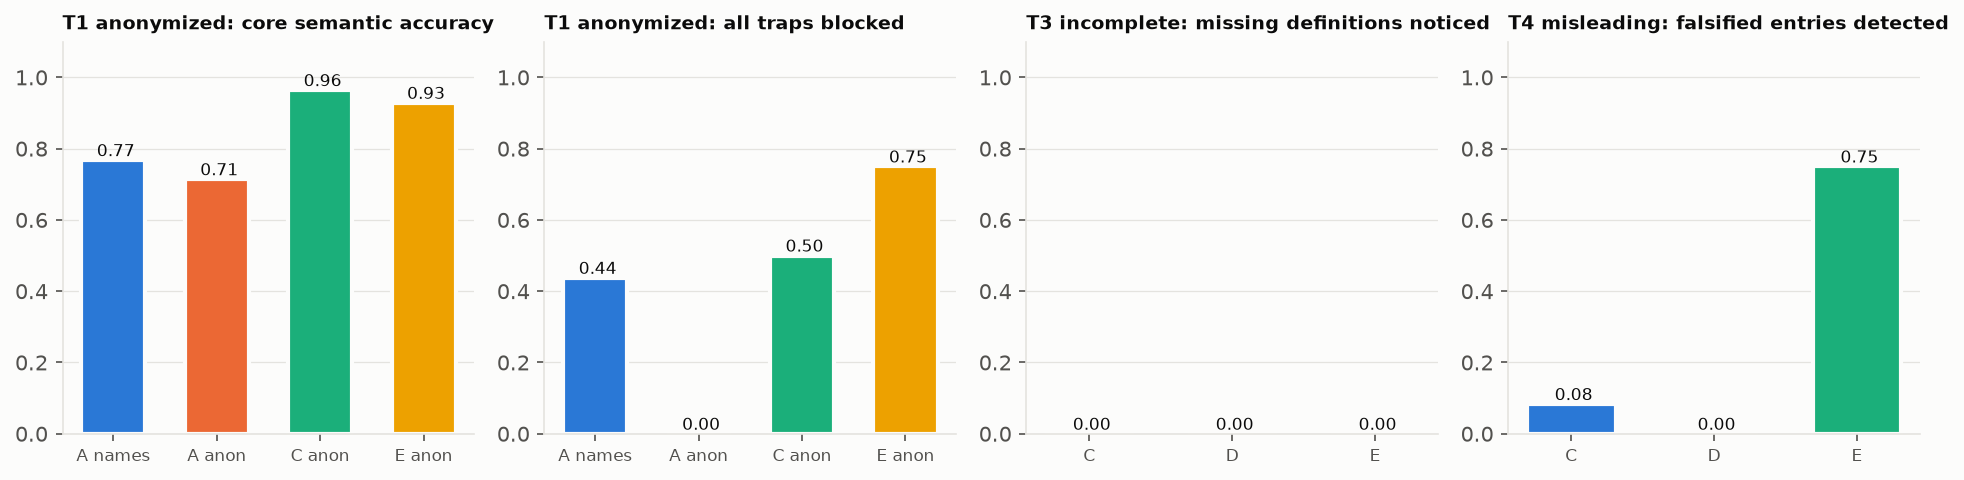 T1 anonymized: core semantic accuracy
1.0
0.8
0.6
0.4
0.2
0.0
0.77
0.71
0.96
0.93
A names
A anon
C anon
E anon
T1 anonymized: all traps blocked
1.0
0.8
0.6
0.4
0.2
0.0
0.44
0.00
0.50
0.75
A names
A anon
C anon
E anon
T3 incomplete: missing definitions noticed
1.0
0.8
0.6
0.4
0.2
0.0
0.00
0.00
0.00
C
D
E
T4 misleading: falsified entries detected
1.0
0.8
0.6
0.4
0.2
0.0
0.08
0.00
0.75
C
D
E